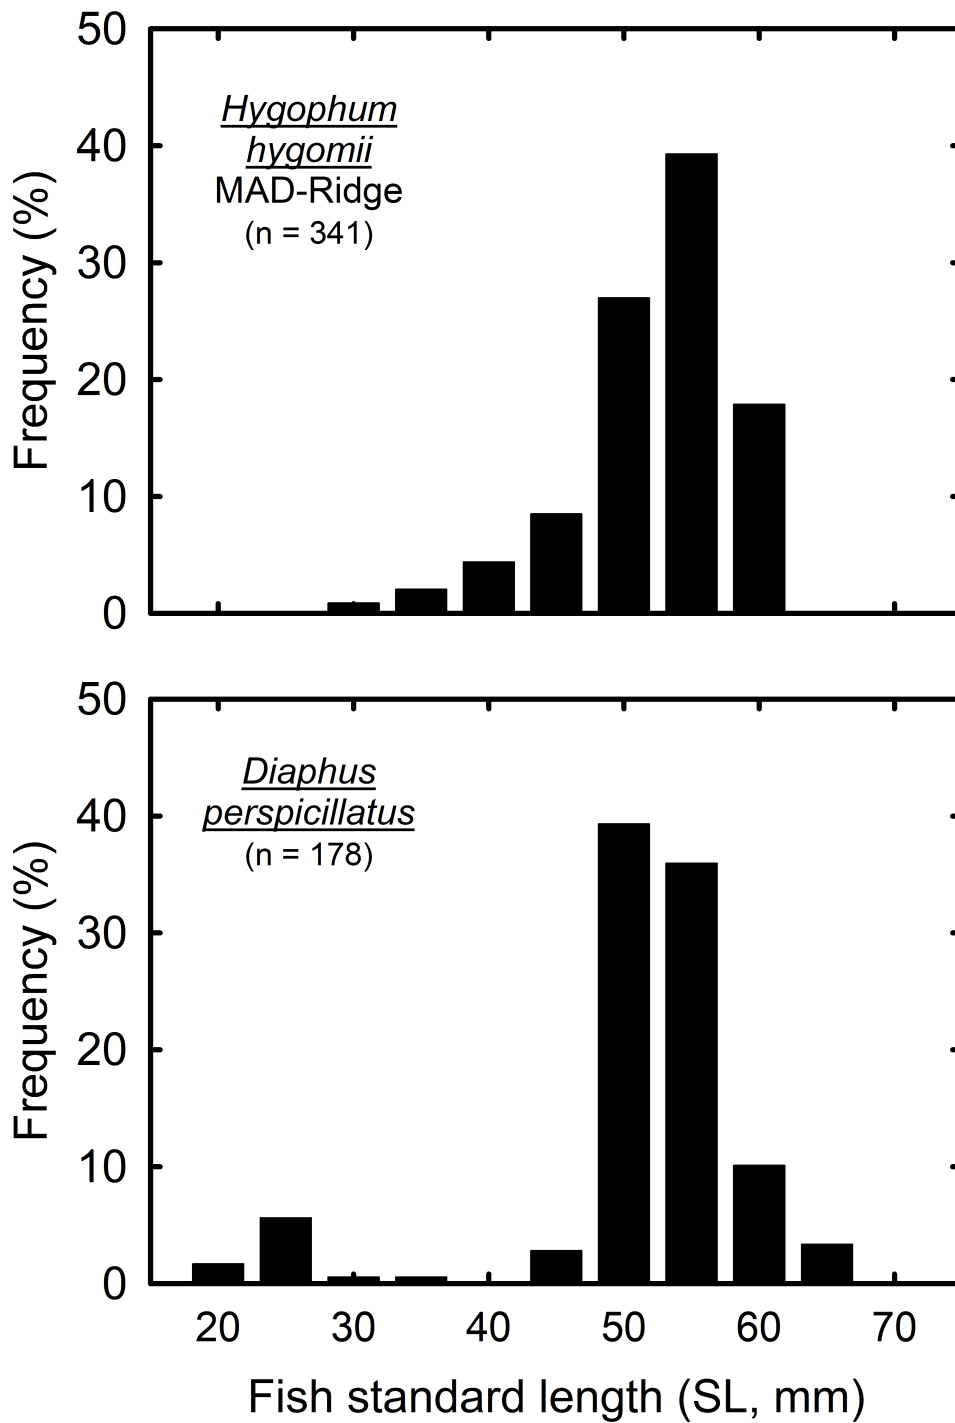 50
40
30
20
10
0
Frequency (%)
Hygophum
hygomii
MAD-Ridge
(n = 341)
50
40
30
20
10
0
Frequency (%)
Diaphus
perspicillatus
(n = 178)
20 30 40 50 60 70
Fish standard length (SL, mm)